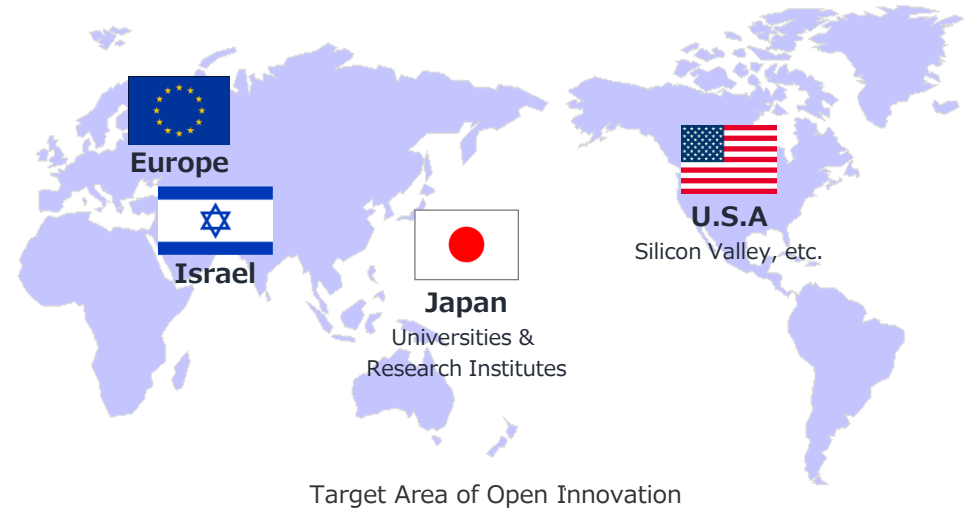 Europe
Israel
Japan
Universities &
Research Institutes
U.S.A
Silicon Valley, etc.
Target Area of Open Innovation